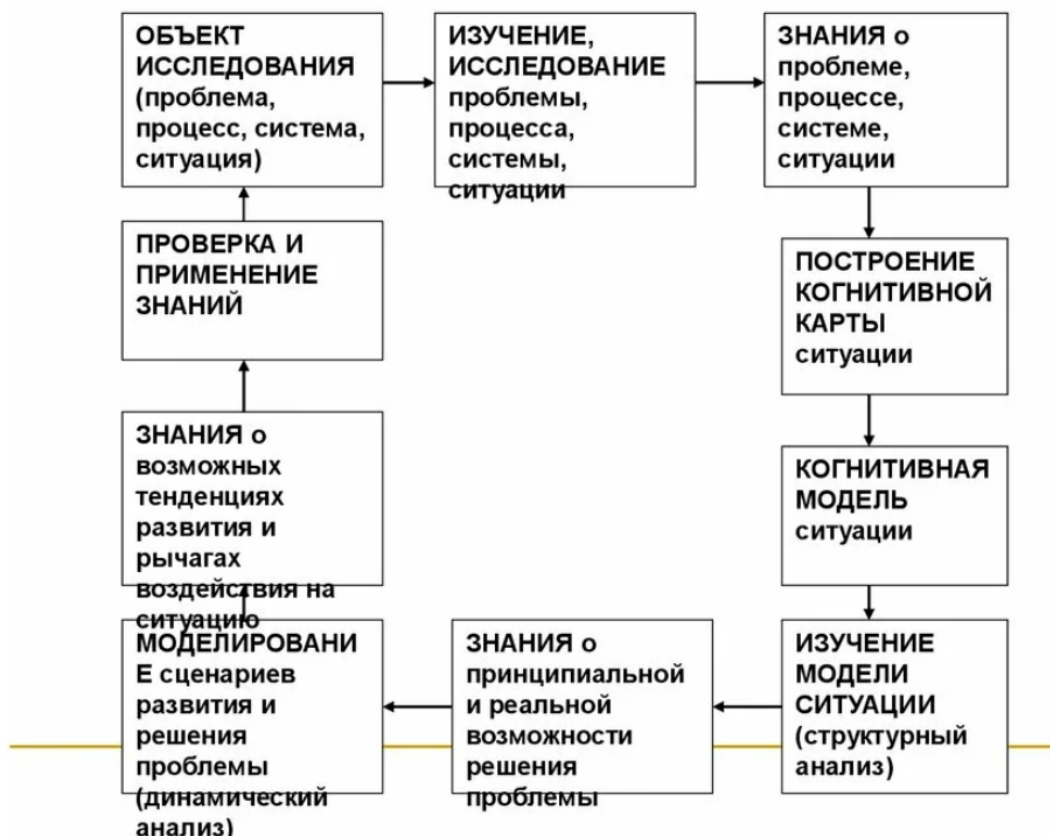 ОБЪЕКТ
ИССЛЕДОВАНИЯ
(проблема,
процесс, система,
ситуация)
ИЗУЧЕНИЕ,
ИССЛЕДОВАНИЕ
проблемы,
процесса,
системы,
ситуации
ЗНАНИЯ о
проблеме,
процессе,
системе,
ситуации
ПОСТРОЕНИЕ
КОГНИТИВНОЙ
КАРТЫ
ситуации
КОГНИТИВНАЯ
МОДЕЛЬ
ситуации
ИЗУЧЕНИЕ
МОДЕЛИ
СИТУАЦИИ
(структурный
анализ)
ЗНАНИЯ о
принципиальной
и реальной
возможности
решения
проблемы
МОДЕЛИРОВАНИ
Е сценариев
развития и
решения
проблемы
(динамический
анализ)
ЗНАНИЯ о
возможных
тенденциях
развития и
рычагах
воздействия на
ситуацию
ПРОВЕРКА И
ПРИМЕНЕНИЕ
ЗНАНИЙ